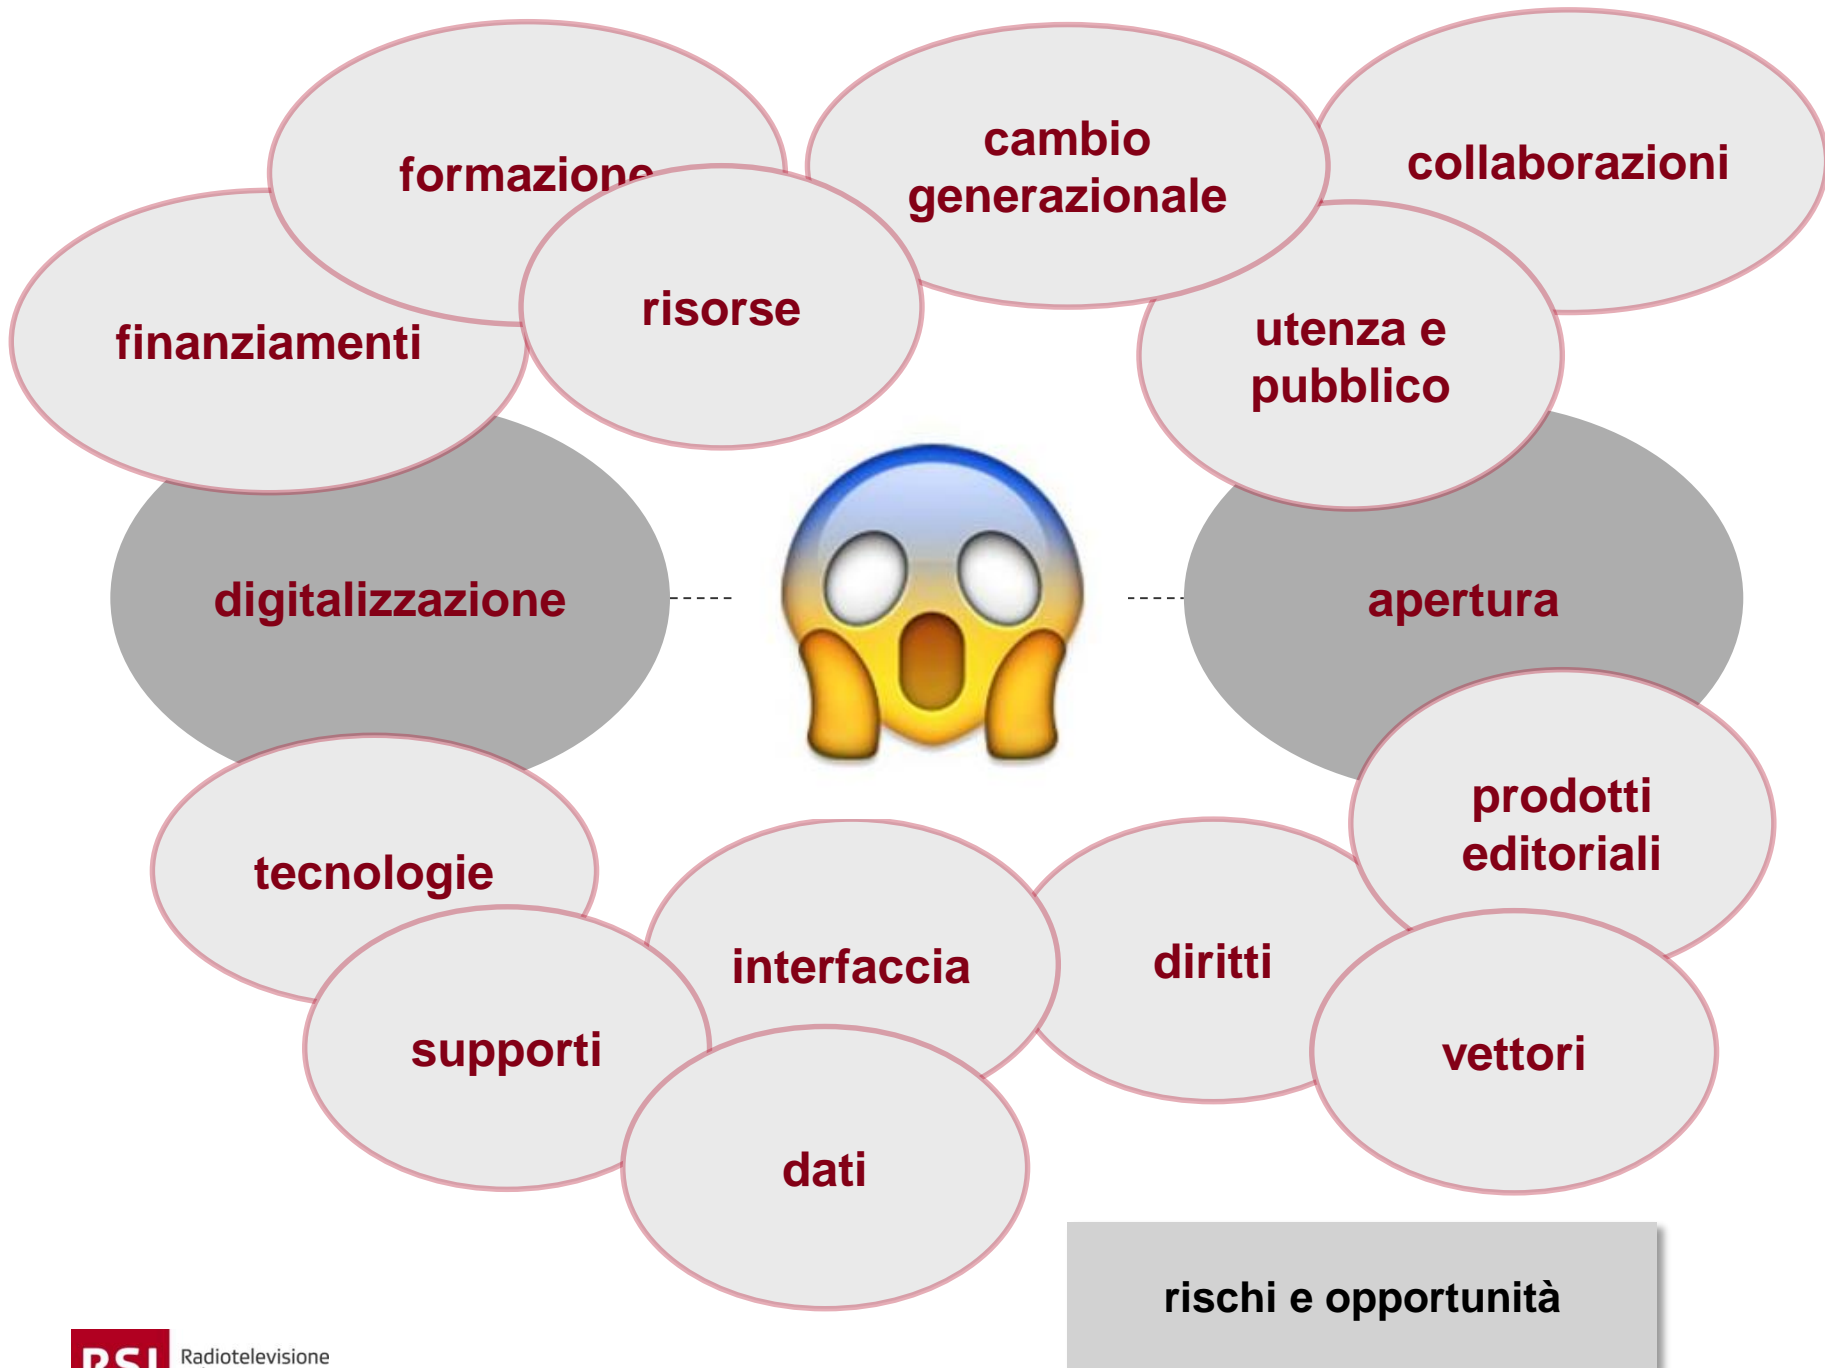 formazione
cambio
generazionale
collaborazioni
finanziamenti
risorse
utenza e
pubblico
digitalizzazione
apertura
tecnologie
prodotti
editoriali
interfaccia
diritti
supporti
vettori
dati
rischi e opportunità
RSI
Radiotelevisione